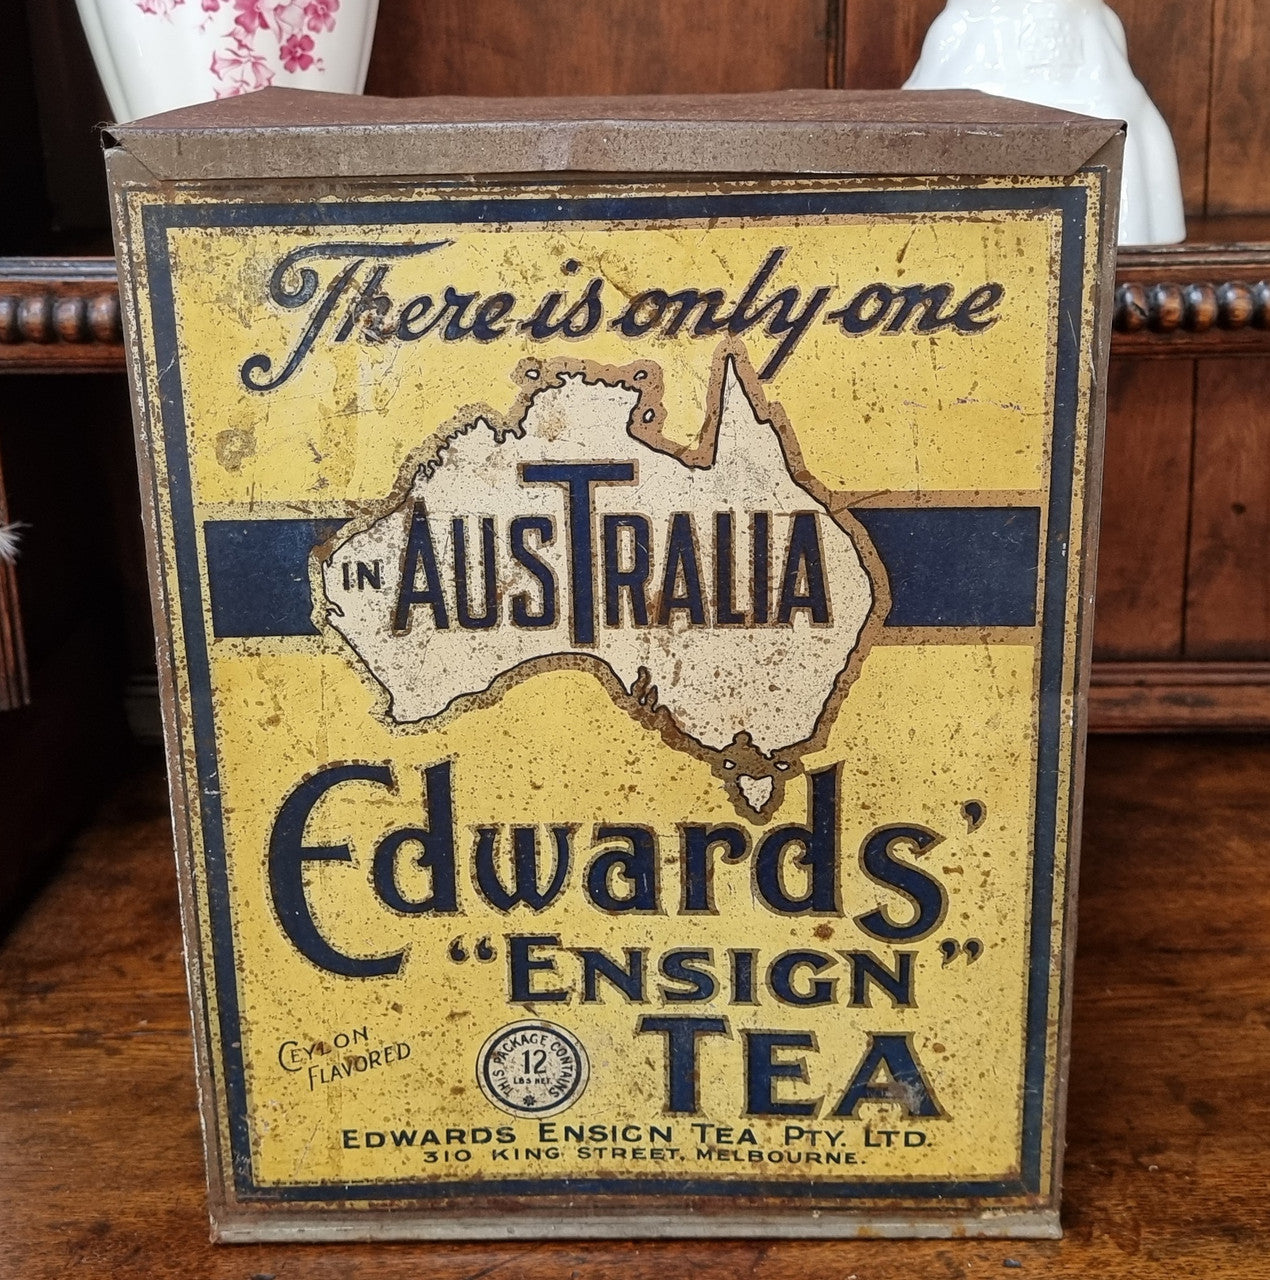 There is only one
IN AUSTRALIA
Edwards'
"ENSIGN"
TEA
CEYLON
FLAVORED
THIS PACKAGE CONTAINS
12
LBS NET
EDWARDS ENSIGN TEA PTY. LTD.
310 KING STREET, MELBOURNE.